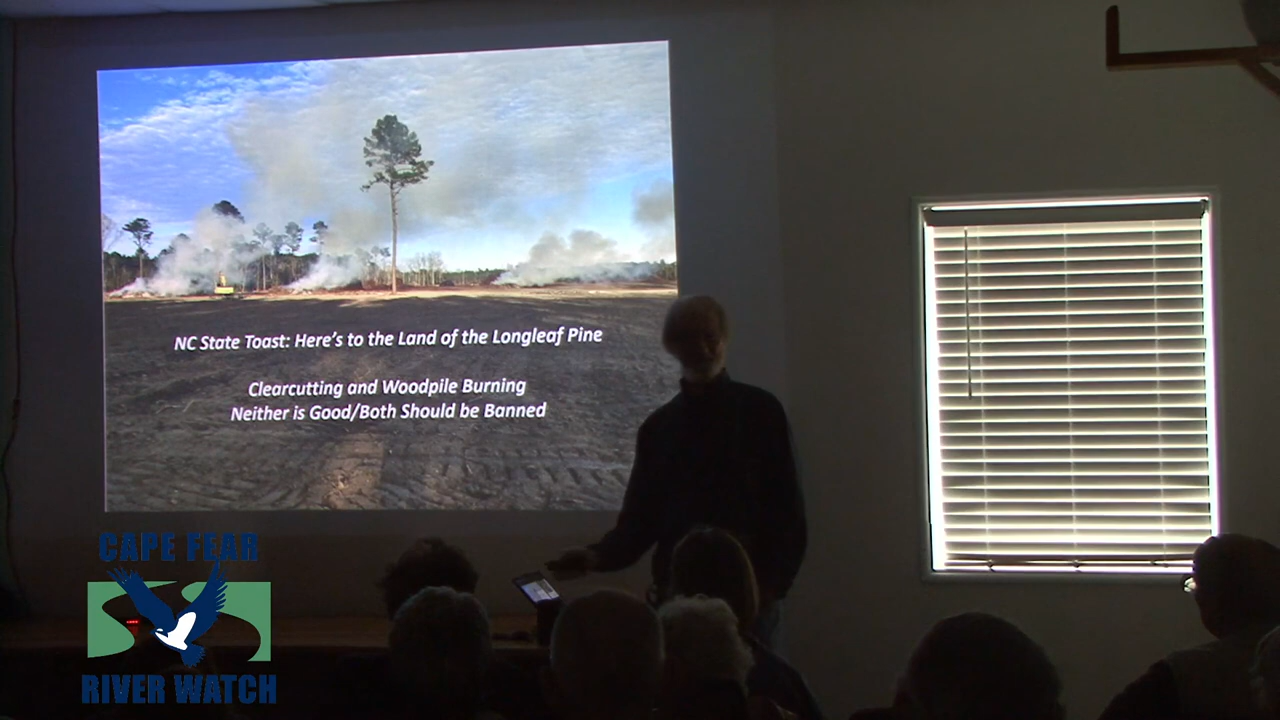 NC State Toast: Here's to the Land of the Longleaf Pine
Clearcutting and Woodpile Burning
Neither is Good/Both Should be Banned
CAPE FEAR
RIVER WATCH